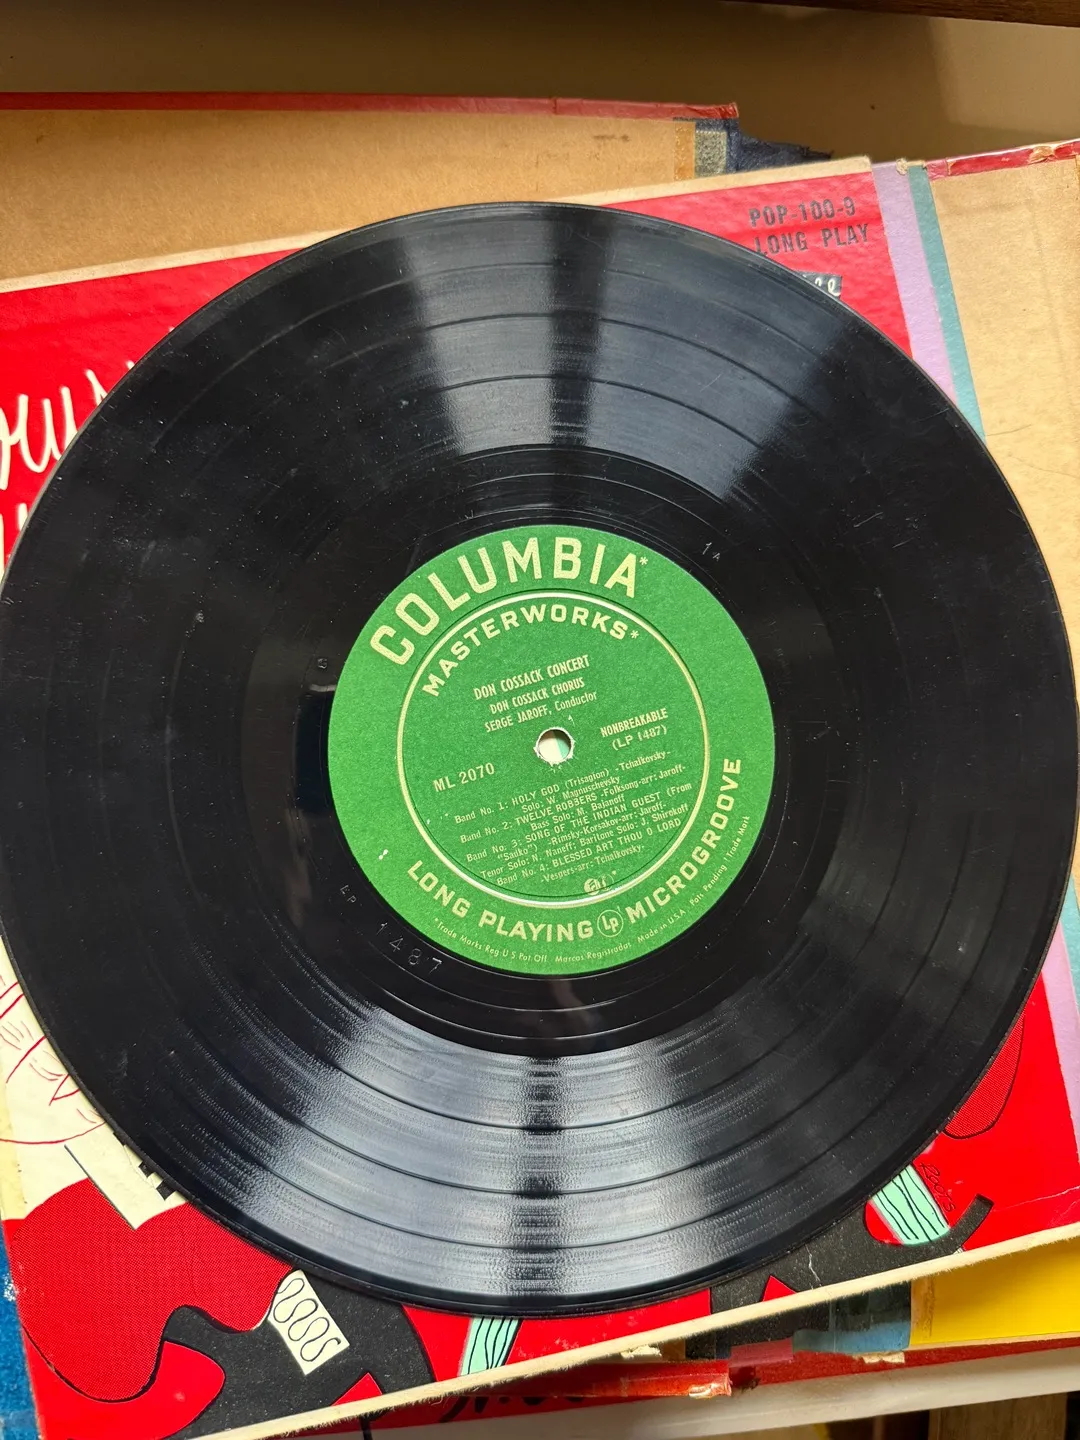 POP-100-9
LONG PLAY
1A
COLUMBIA*
MASTERWORKS*
DON COSSACK CONCERT
DON COSSACK CHORUS
SERGE JAROFF, Conductor
NONBREAKABLE
(LP 1487)
ML 2070
Band No. 1: HOLY GOD (Trisagion) -Tchaikovsky-
Solo: W. Magnuschevsky
Band No. 2: TWELVE ROBBERS -Folksong-arr: Jaroff-
Bass Solo: M. Bajanoff
Band No. 3: SONG OF THE INDIAN GUEST (From
"Sadko") -Rimsky-Korsakov-arr: Jaroff-
Tenor Solo: N. Naneff; Baritone Solo: J. Shirokoff
Band No. 4: BLESSED ART THOU O LORD
-Vespers-arr: Tchaikovsky-
LONG PLAYING LP MICROGROOVE
*Trade Marks Reg U S Pat Off. Marcas Registradas Made in U.S.A. Pat. Pending †Trade Mark
LP 1487